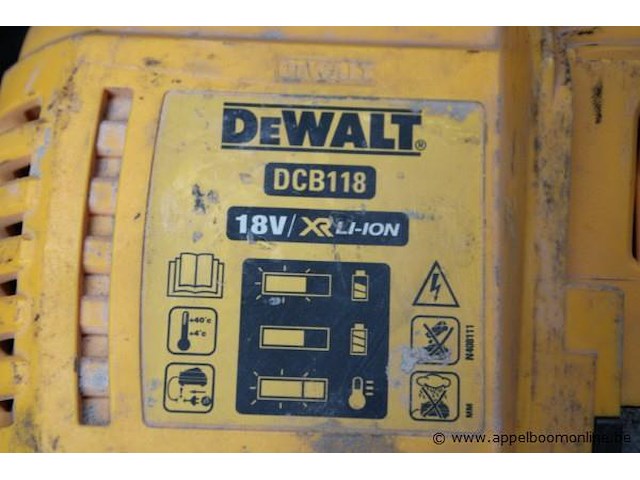 DEWALT
DEWALT®
DCB118
18V/XR LI-ION
+40°c
+4°c
N408111
MM
© www.appelboomonline.be